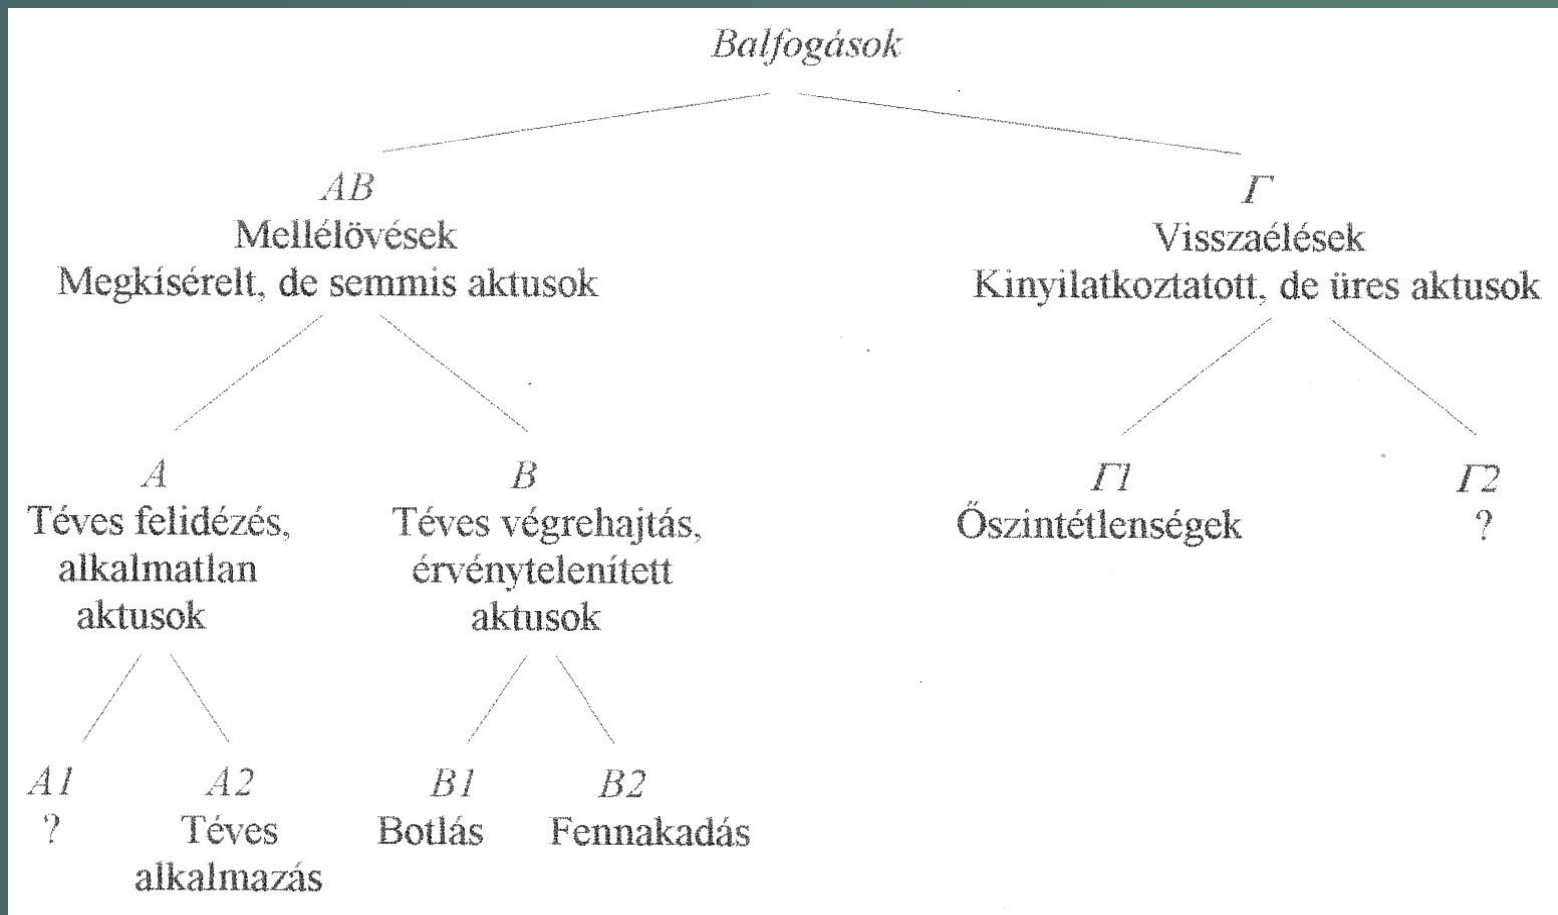 Balfogások
AB
Mellélövések
Megkísérelt, de semmis aktusok
Γ
Visszaélések
Kinyilatkoztatott, de üres aktusok
A
Téves felidézés,
alkalmatlan
aktusok
B
Téves végrehajtás,
érvénytelenített
aktusok
Γ1
Őszintétlenségek
Γ2
?
A1
?
A2
Téves
alkalmazás
B1
Botlás
B2
Fennakadás